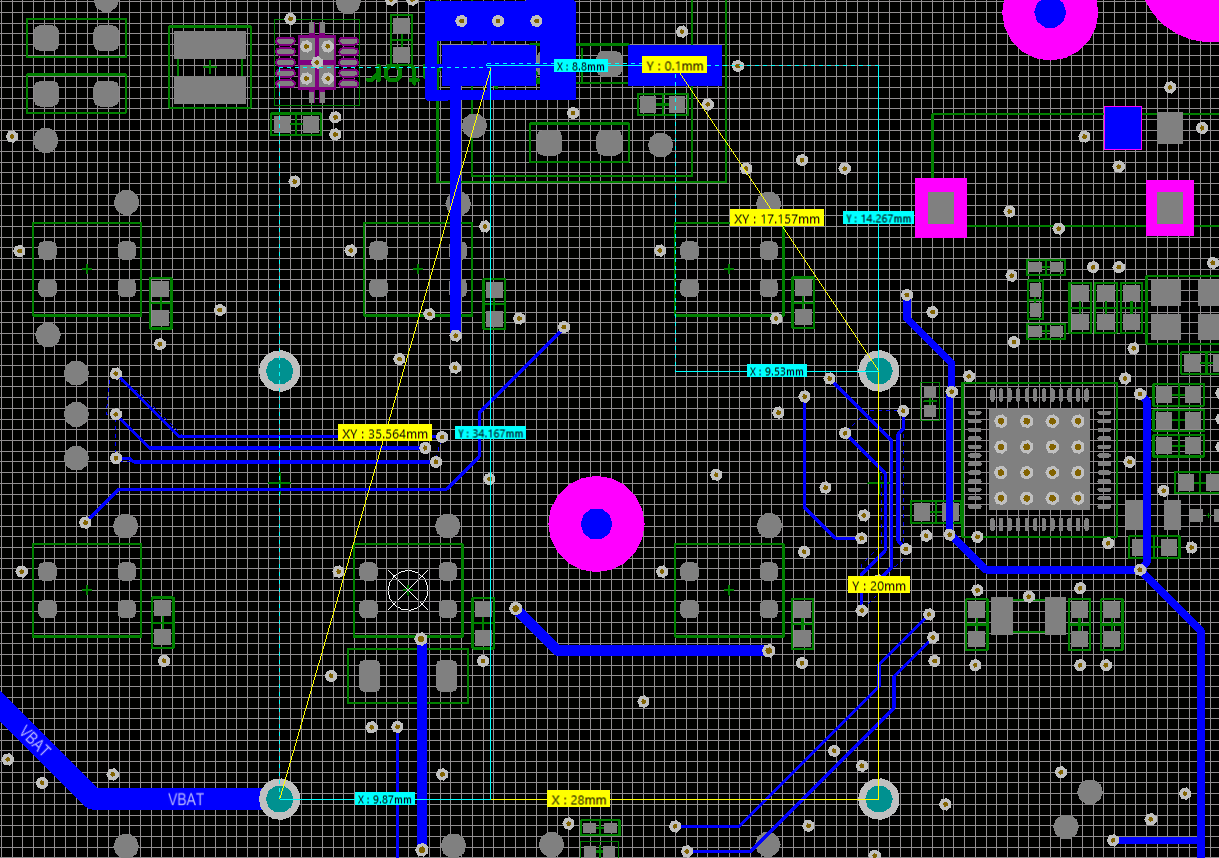 X : 8.8mm
Y : 0.1mm
XY : 17.157mm
Y : 14.267mm
X : 9.53mm
XY : 35.564mm
Y : 34.167mm
Y : 20mm
VBAT
VBAT
X : 9.87mm
X : 28mm